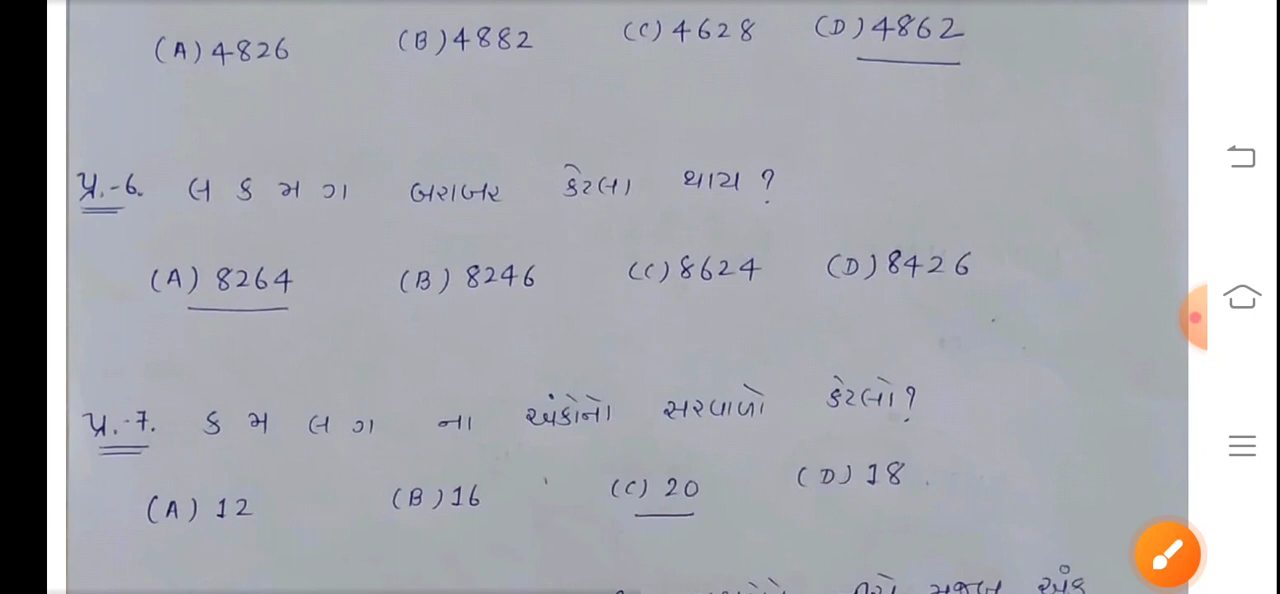 (A) 4826 (B) 4882 (C) 4628 (D) 4862
પ્ર.-6. લ ક મ ગ બરાબર કેટલા થાય ?
(A) 8264 (B) 8246 (C) 8624 (D) 8426
પ્ર.-7. ક મ લ ગ ના અંકોનો સરવાળો કેટલો?
(A) 12 (B) 16 (C) 20 (D) 18
અંક